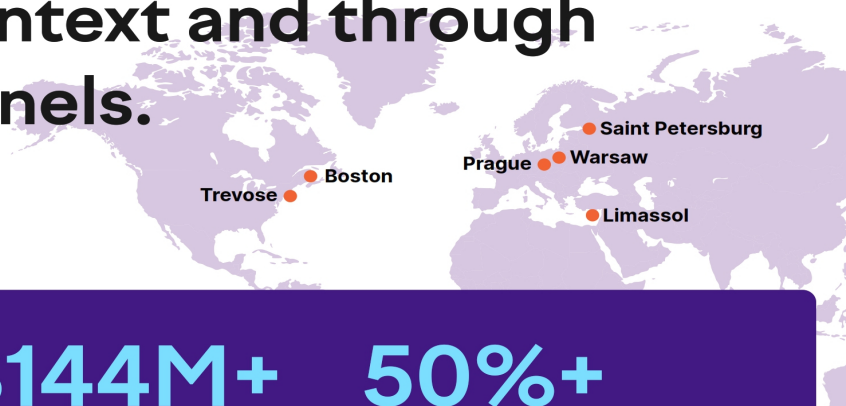 ntext and through
nels.
Saint Petersburg
Prague
Warsaw
Boston
Trevose
Limassol
144M+ 50%+